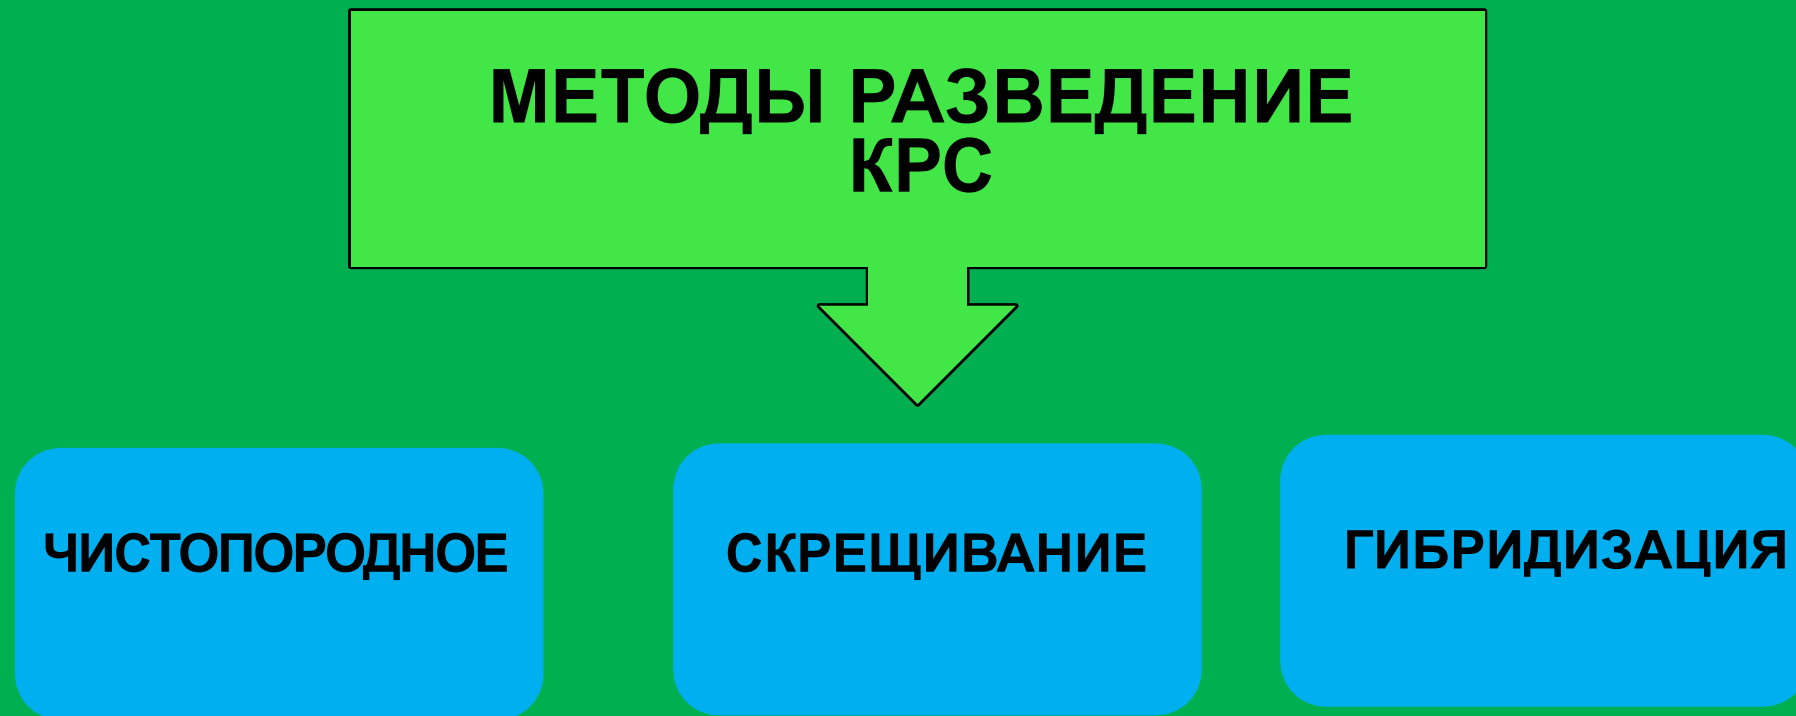 МЕТОДЫ РАЗВЕДЕНИЕ
КРС
ЧИСТОПОРОДНОЕ
СКРЕЩИВАНИЕ
ГИБРИДИЗАЦИЯ